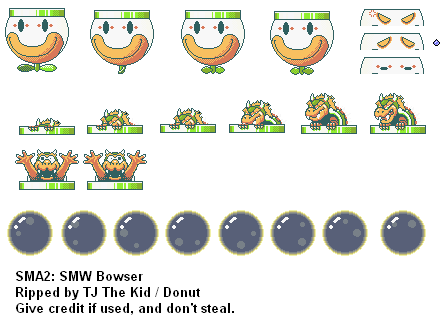 SMA2: SMW Bowser
Ripped by TJ The Kid / Donut
Give credit if used, and don't steal.